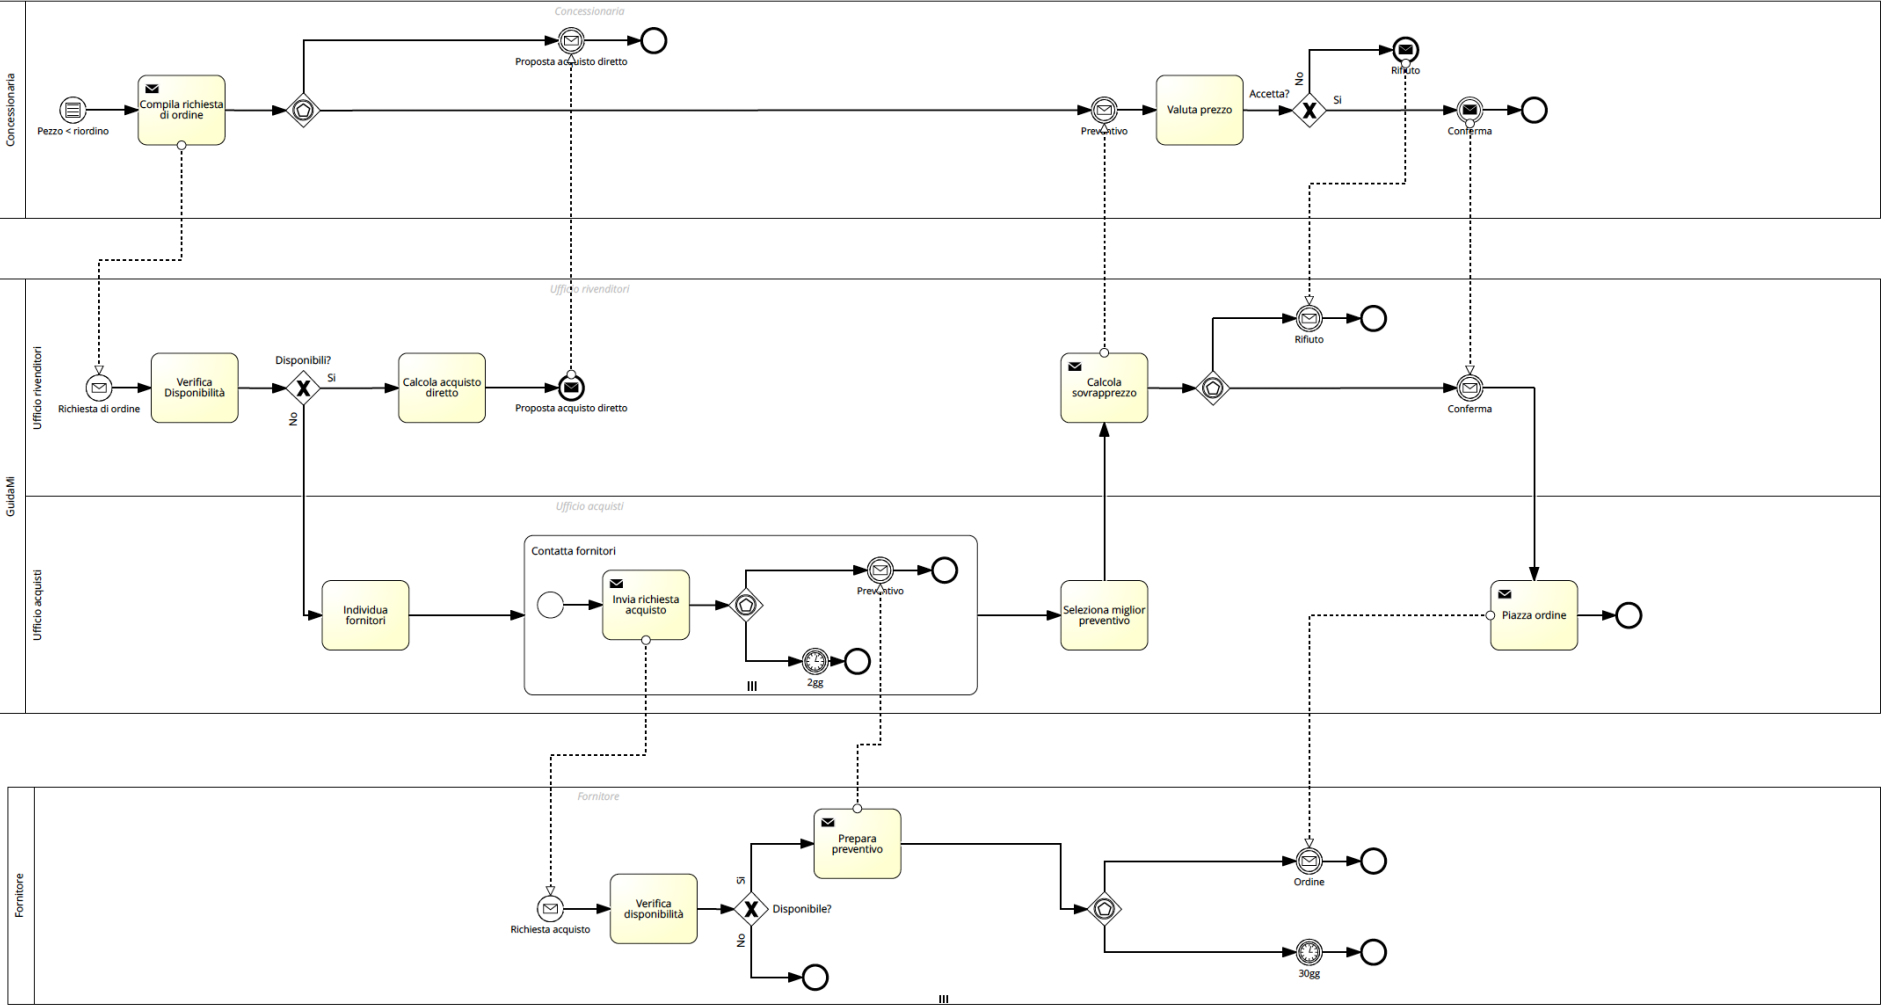 Concessionaria
Concessionaria
Proposta acquisto diretto
Compila richiesta
di ordine
Pezzo < riordino
Preventivo
Valuta prezzo
Accetta?
No
Si
Rifiuto
Conferma
GuidaMi
Ufficio rivenditori
Ufficio rivenditori
Richiesta di ordine
Verifica
Disponibilità
Disponibili?
Si
No
Calcola acquisto
diretto
Proposta acquisto diretto
Calcola
sovrapprezzo
Rifiuto
Conferma
Ufficio acquisti
Ufficio acquisti
Individua
fornitori
Contatta fornitori
Invia richiesta
acquisto
Preventivo
2gg
Seleziona miglior
preventivo
Piazza ordine
Fornitore
Fornitore
Richiesta acquisto
Verifica
disponibilità
Disponibile?
Si
No
Prepara
preventivo
Ordine
30gg